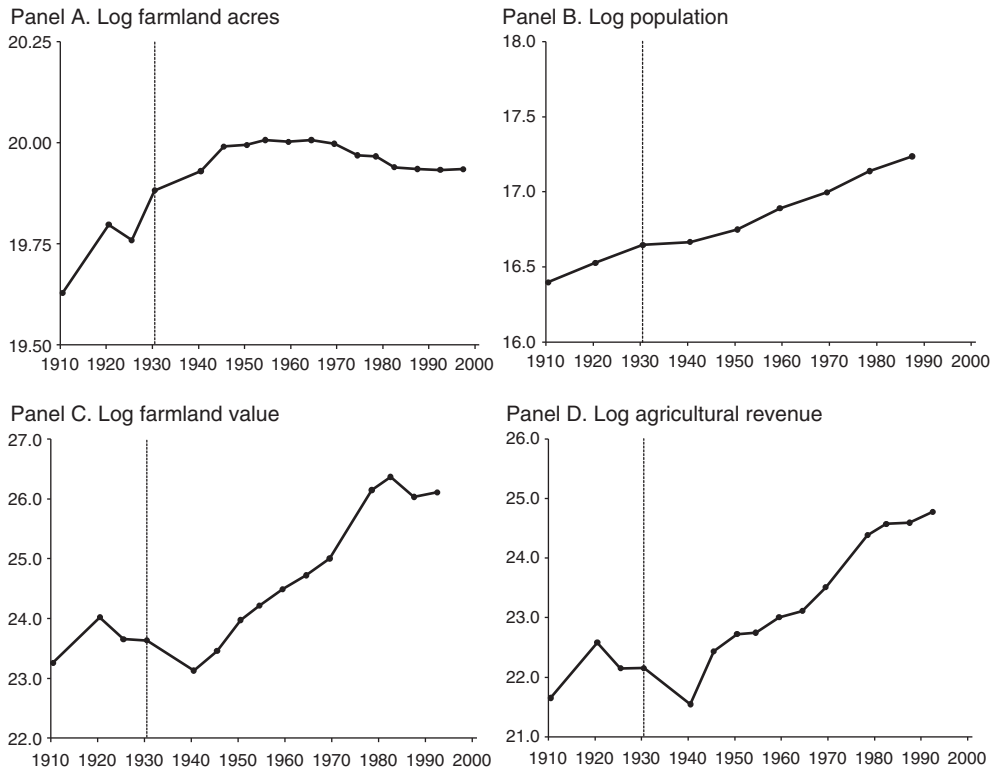 Panel A. Log farmland acres
20.25
20.00
19.75
19.50
1910 1920 1930 1940 1950 1960 1970 1980 1990 2000
Panel B. Log population
18.0
17.5
17.0
16.5
16.0
1910 1920 1930 1940 1950 1960 1970 1980 1990 2000
Panel C. Log farmland value
27.0
26.0
25.0
24.0
23.0
22.0
1910 1920 1930 1940 1950 1960 1970 1980 1990 2000
Panel D. Log agricultural revenue
26.0
25.0
24.0
23.0
22.0
21.0
1910 1920 1930 1940 1950 1960 1970 1980 1990 2000